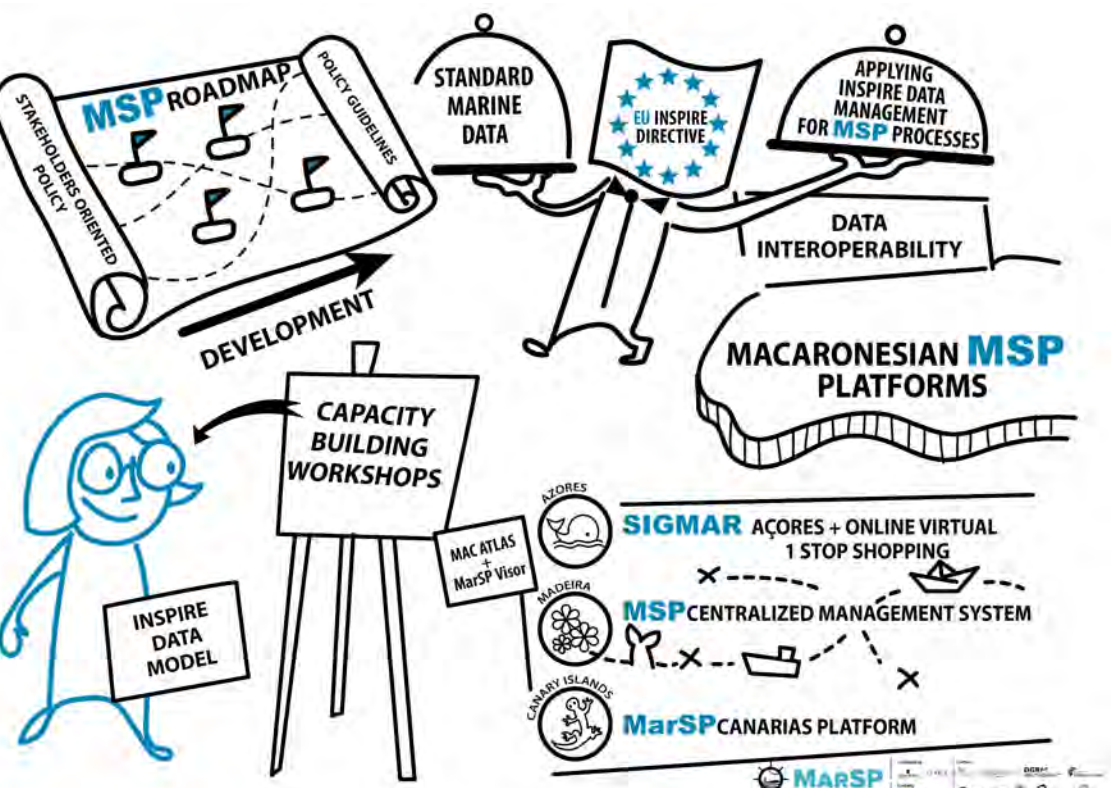 MSP ROADMAP
STAKEHOLDERS ORIENTED
POLICY
POLICY GUIDELINES
DEVELOPMENT
STANDARD
MARINE
DATA
EU INSPIRE
DIRECTIVE
APPLYING
INSPIRE DATA
MANAGEMENT
FOR MSP PROCESSES
DATA
INTEROPERABILITY
MACARONESIAN MSP
PLATFORMS
CAPACITY
BUILDING
WORKSHOPS
INSPIRE
DATA
MODEL
MAC ATLAS
+
MarSP Visor
AZORES
SIGMAR AÇORES + ONLINE VIRTUAL
1 STOP SHOPPING
MADEIRA
MSP CENTRALIZED MANAGEMENT SYSTEM
CANARY ISLANDS
MarSP CANARIAS PLATFORM
MARSP